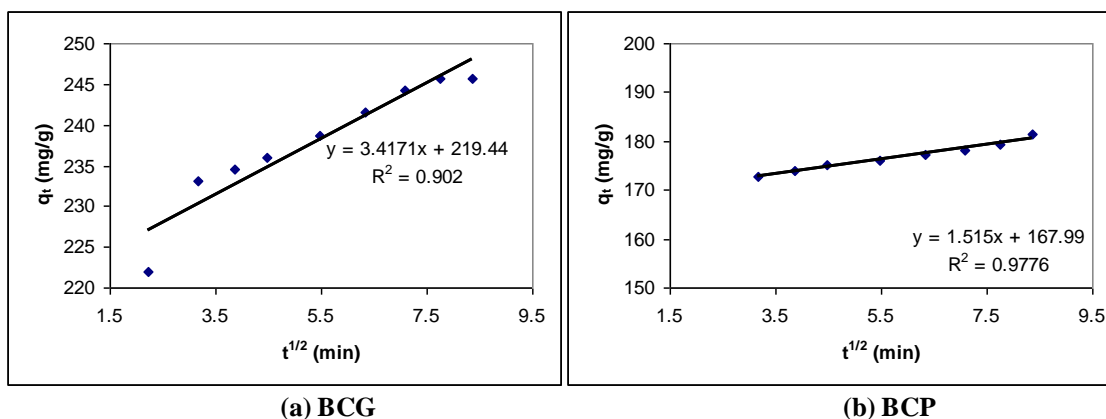 250
245
240
235
230
225
220
qt (mg/g)
y = 3.4171x + 219.44
R² = 0.902
1.5 3.5 5.5 7.5 9.5
t^1/2 (min)
(a) BCG
200
190
180
170
160
150
qt (mg/g)
y = 1.515x + 167.99
R² = 0.9776
1.5 3.5 5.5 7.5 9.5
t^1/2 (min)
(b) BCP